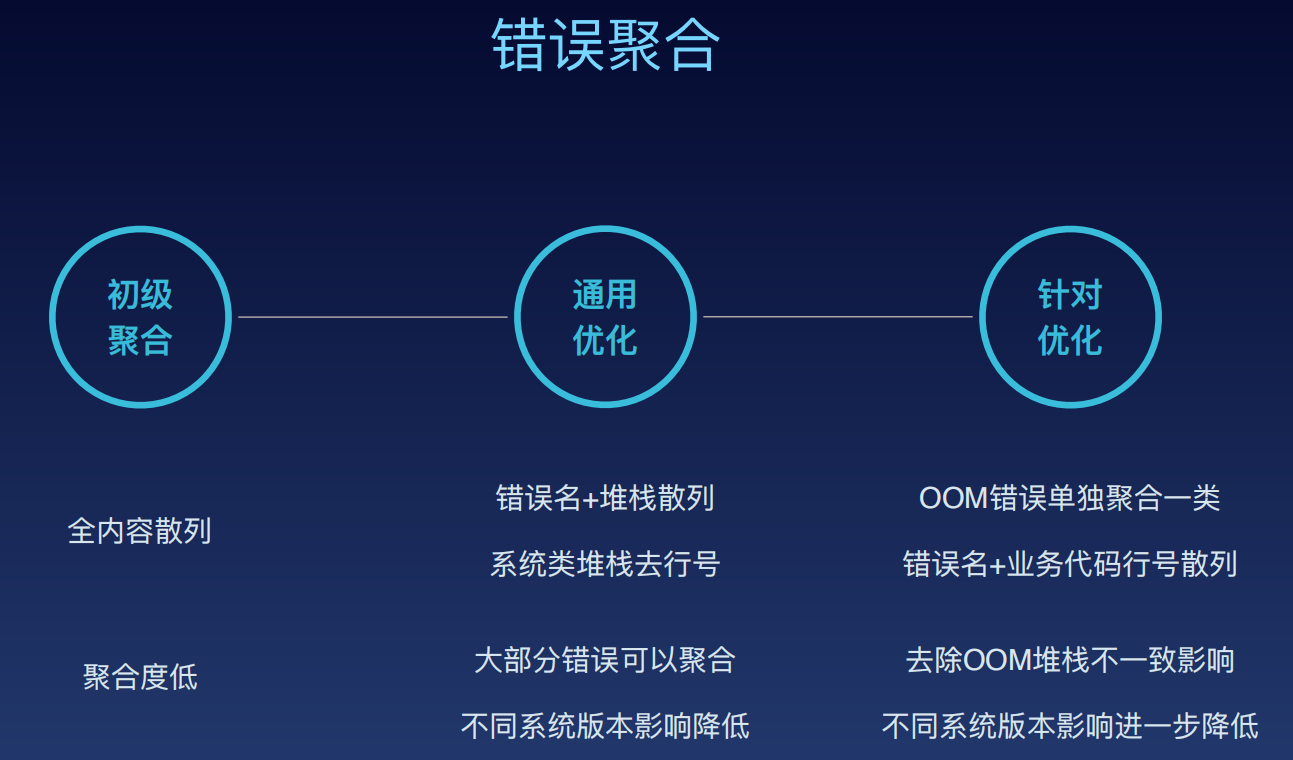 错误聚合
初级
聚合
通用
优化
针对
优化
全内容散列
聚合度低
错误名+堆栈散列
系统类堆栈去行号
大部分错误可以聚合
不同系统版本影响降低
OOM错误单独聚合一类
错误名+业务代码行号散列
去除OOM堆栈不一致影响
不同系统版本影响进一步降低